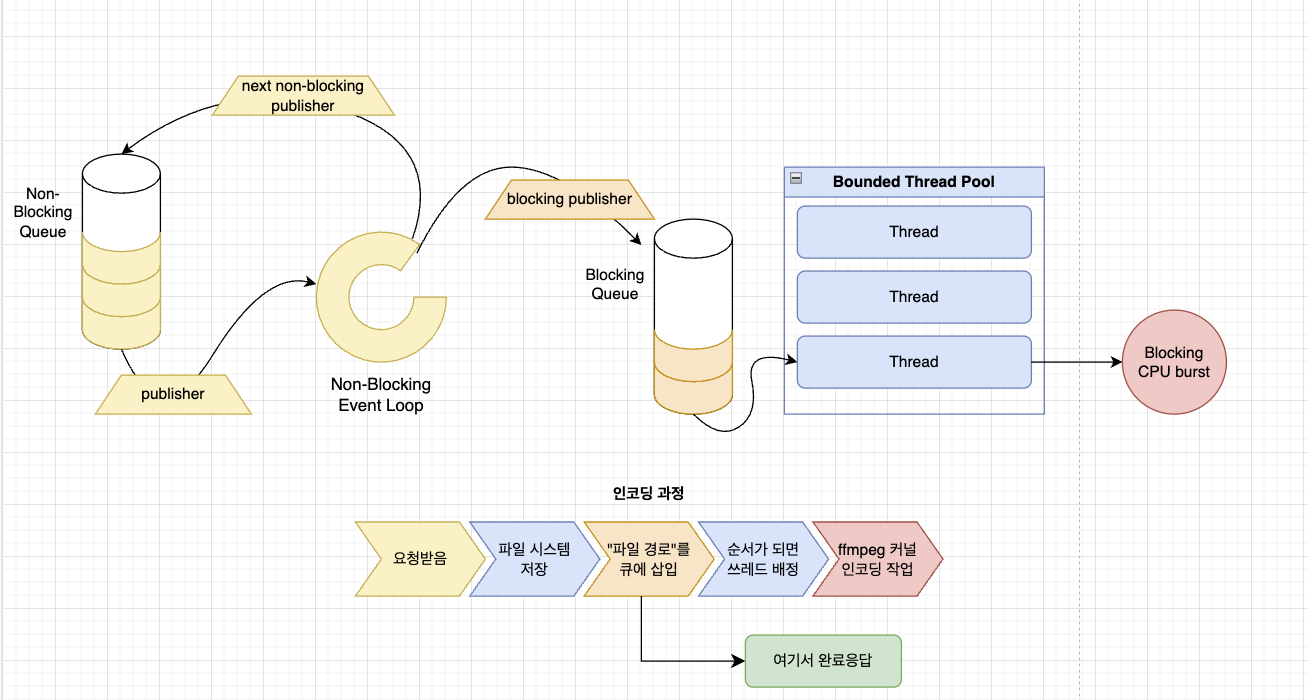 next non-blocking
publisher
Non-
Blocking
Queue
blocking publisher
Bounded Thread Pool
Thread
Blocking
Queue
Thread
Thread
Blocking
CPU burst
publisher
Non-Blocking
Event Loop
인코딩 과정
요청받음
파일 시스템
저장
"파일 경로"를
큐에 삽입
순서가 되면
쓰레드 배정
ffmpeg 커널
인코딩 작업
여기서 완료응답